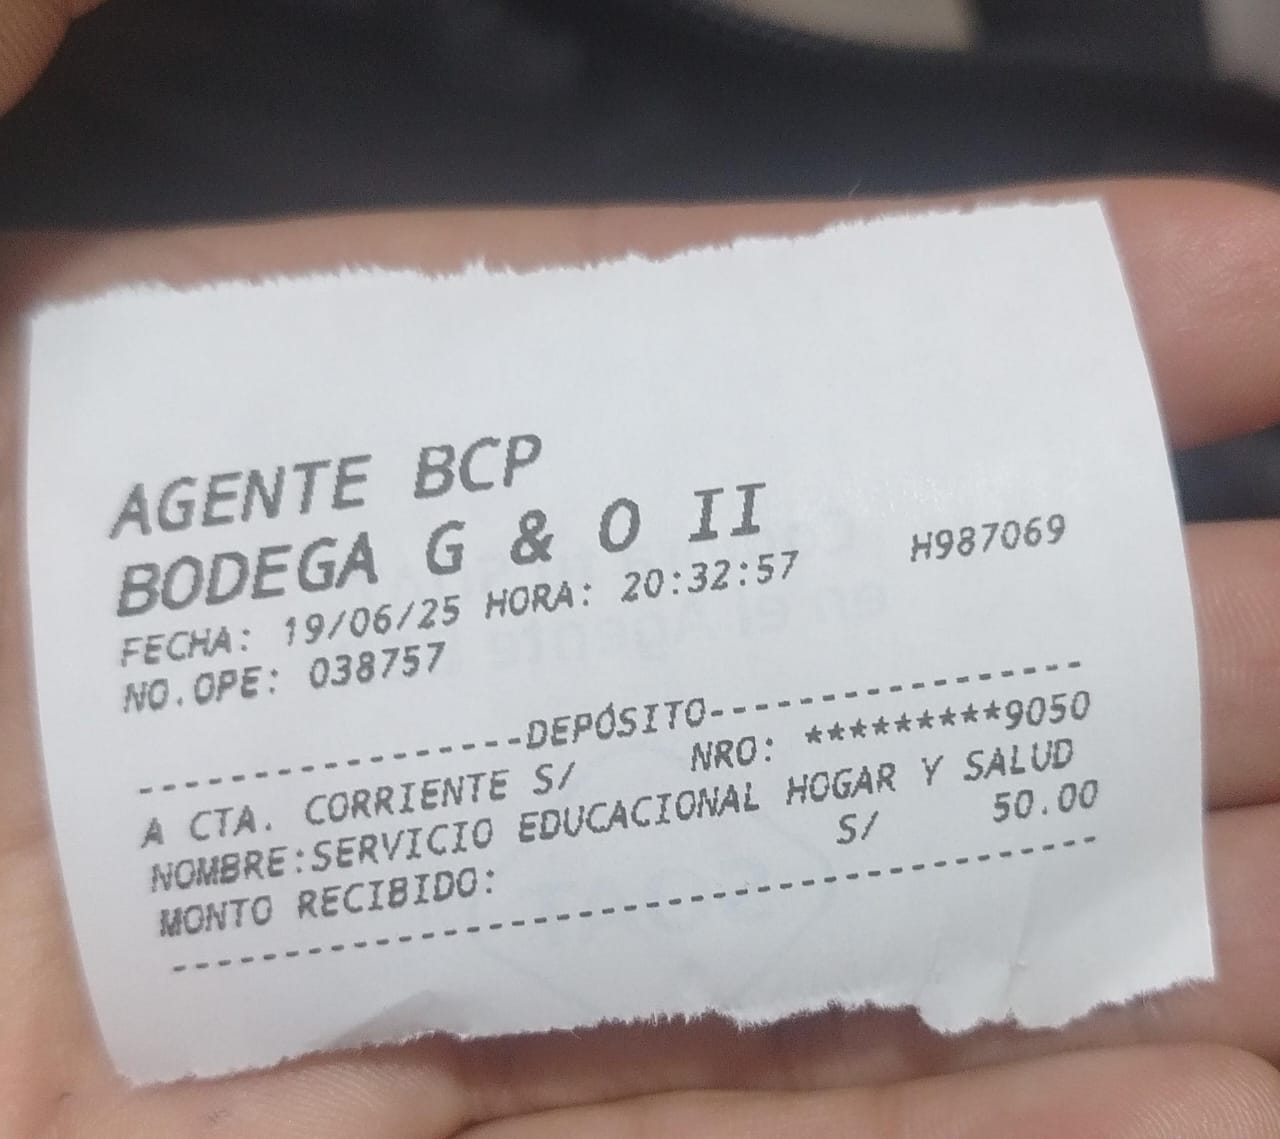 AGENTE BCP
BODEGA G & O II
FECHA: 19/06/25 HORA: 20:32:57 H987069
NO.OPE: 038757
-----------------DEPÓSITO-----------------
A CTA. CORRIENTE S/ NRO: *********9050
NOMBRE:SERVICIO EDUCACIONAL HOGAR Y SALUD
MONTO RECIBIDO: S/ 50.00
------------------------------------------